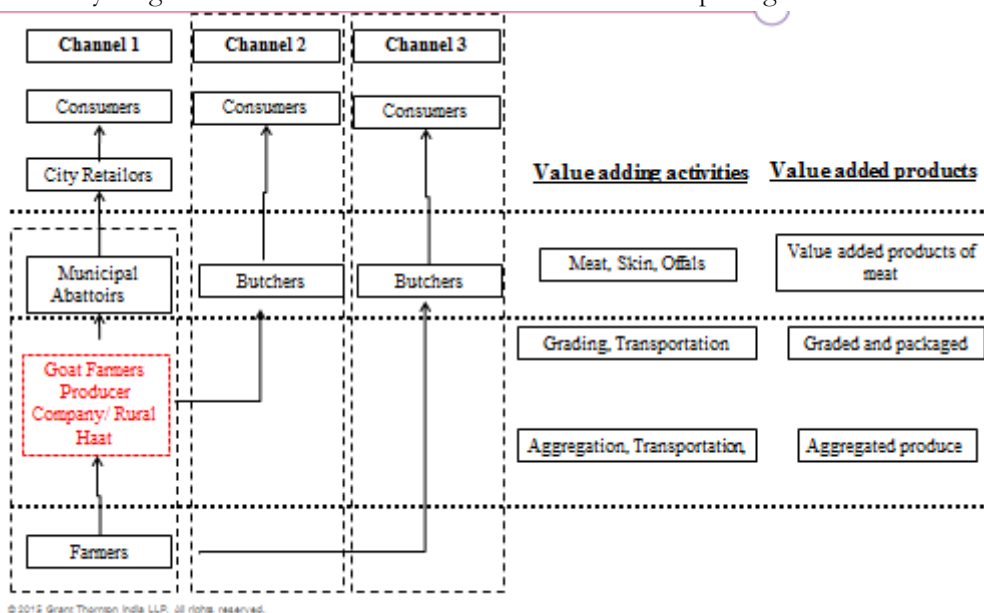 Channel 1
Channel 2
Channel 3
Consumers
Consumers
Consumers
City Retailors
Value adding activities
Value added products
Municipal
Abattoirs
Butchers
Butchers
Meat, Skin, Offals
Value added products of
meat
Goat Farmers
Producer
Company/ Rural
Haat
Grading, Transportation
Graded and packaged
Aggregation, Transportation,
Aggregated produce
Farmers
© 2015 Grant Thornton India LLP. All rights reserved.